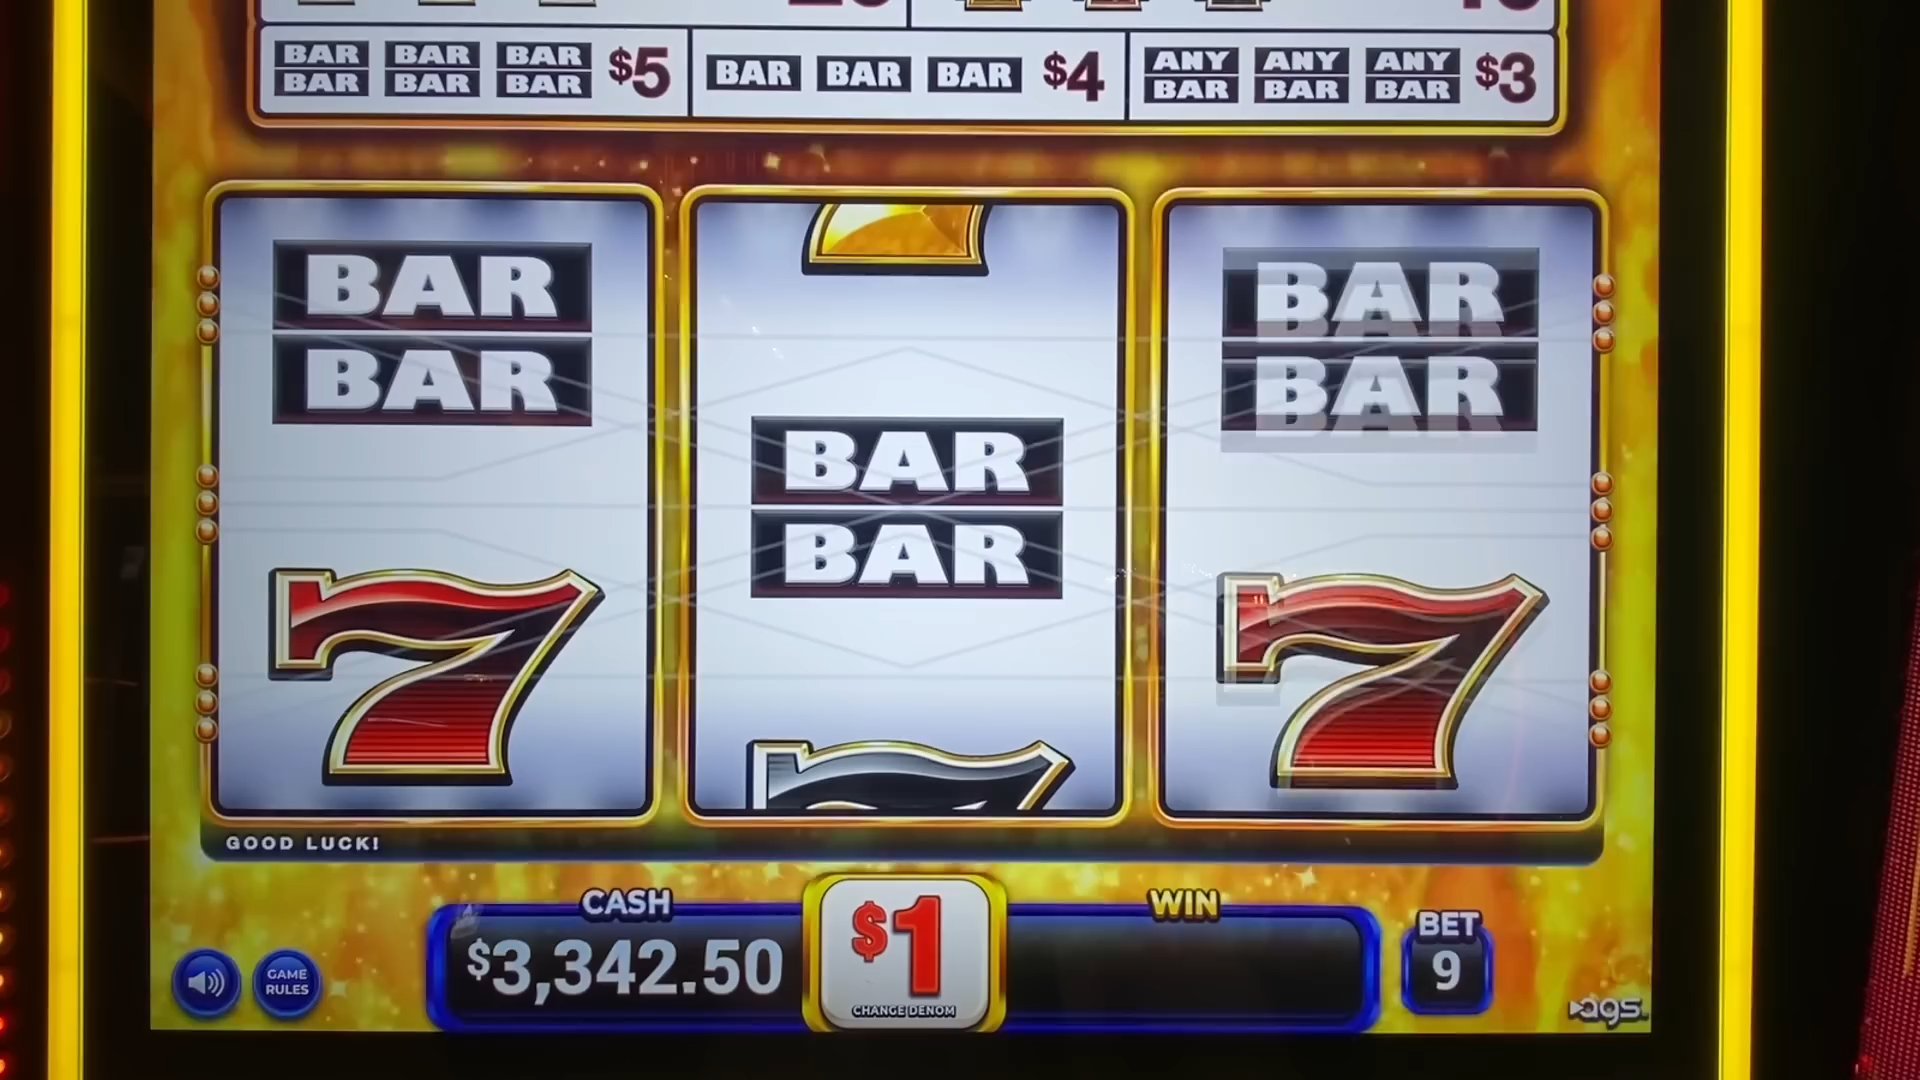 BAR BAR BAR $5 BAR BAR BAR $4 ANY ANY ANY $3
BAR BAR BAR BAR BAR BAR
BAR
BAR
7
BAR
BAR
BAR
BAR
7
GOOD LUCK!
CASH
$3,342.50
$1
CHANGE DENOM
WIN
BET
9
GAME
RULES
ags